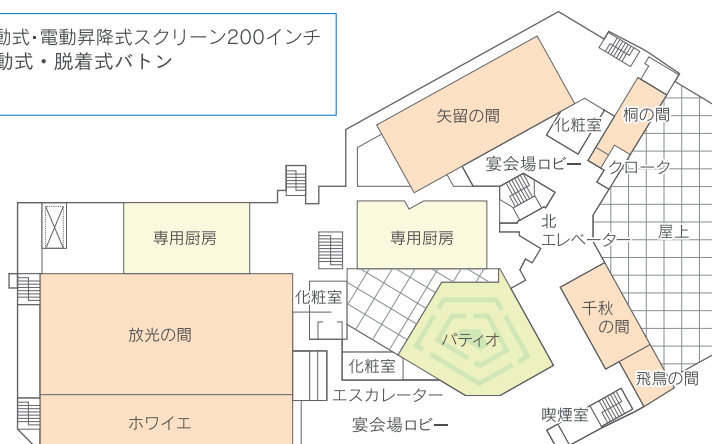 動式・電動昇降式スクリーン200インチ
動式・脱着式バトン
矢留の間
化粧室
桐の間
宴会場ロビー
クローク
北
エレベーター
屋上
専用厨房
専用厨房
化粧室
千秋
の間
放光の間
パティオ
化粧室
飛鳥の間
エスカレーター
喫煙室
ホワイエ
宴会場ロビー